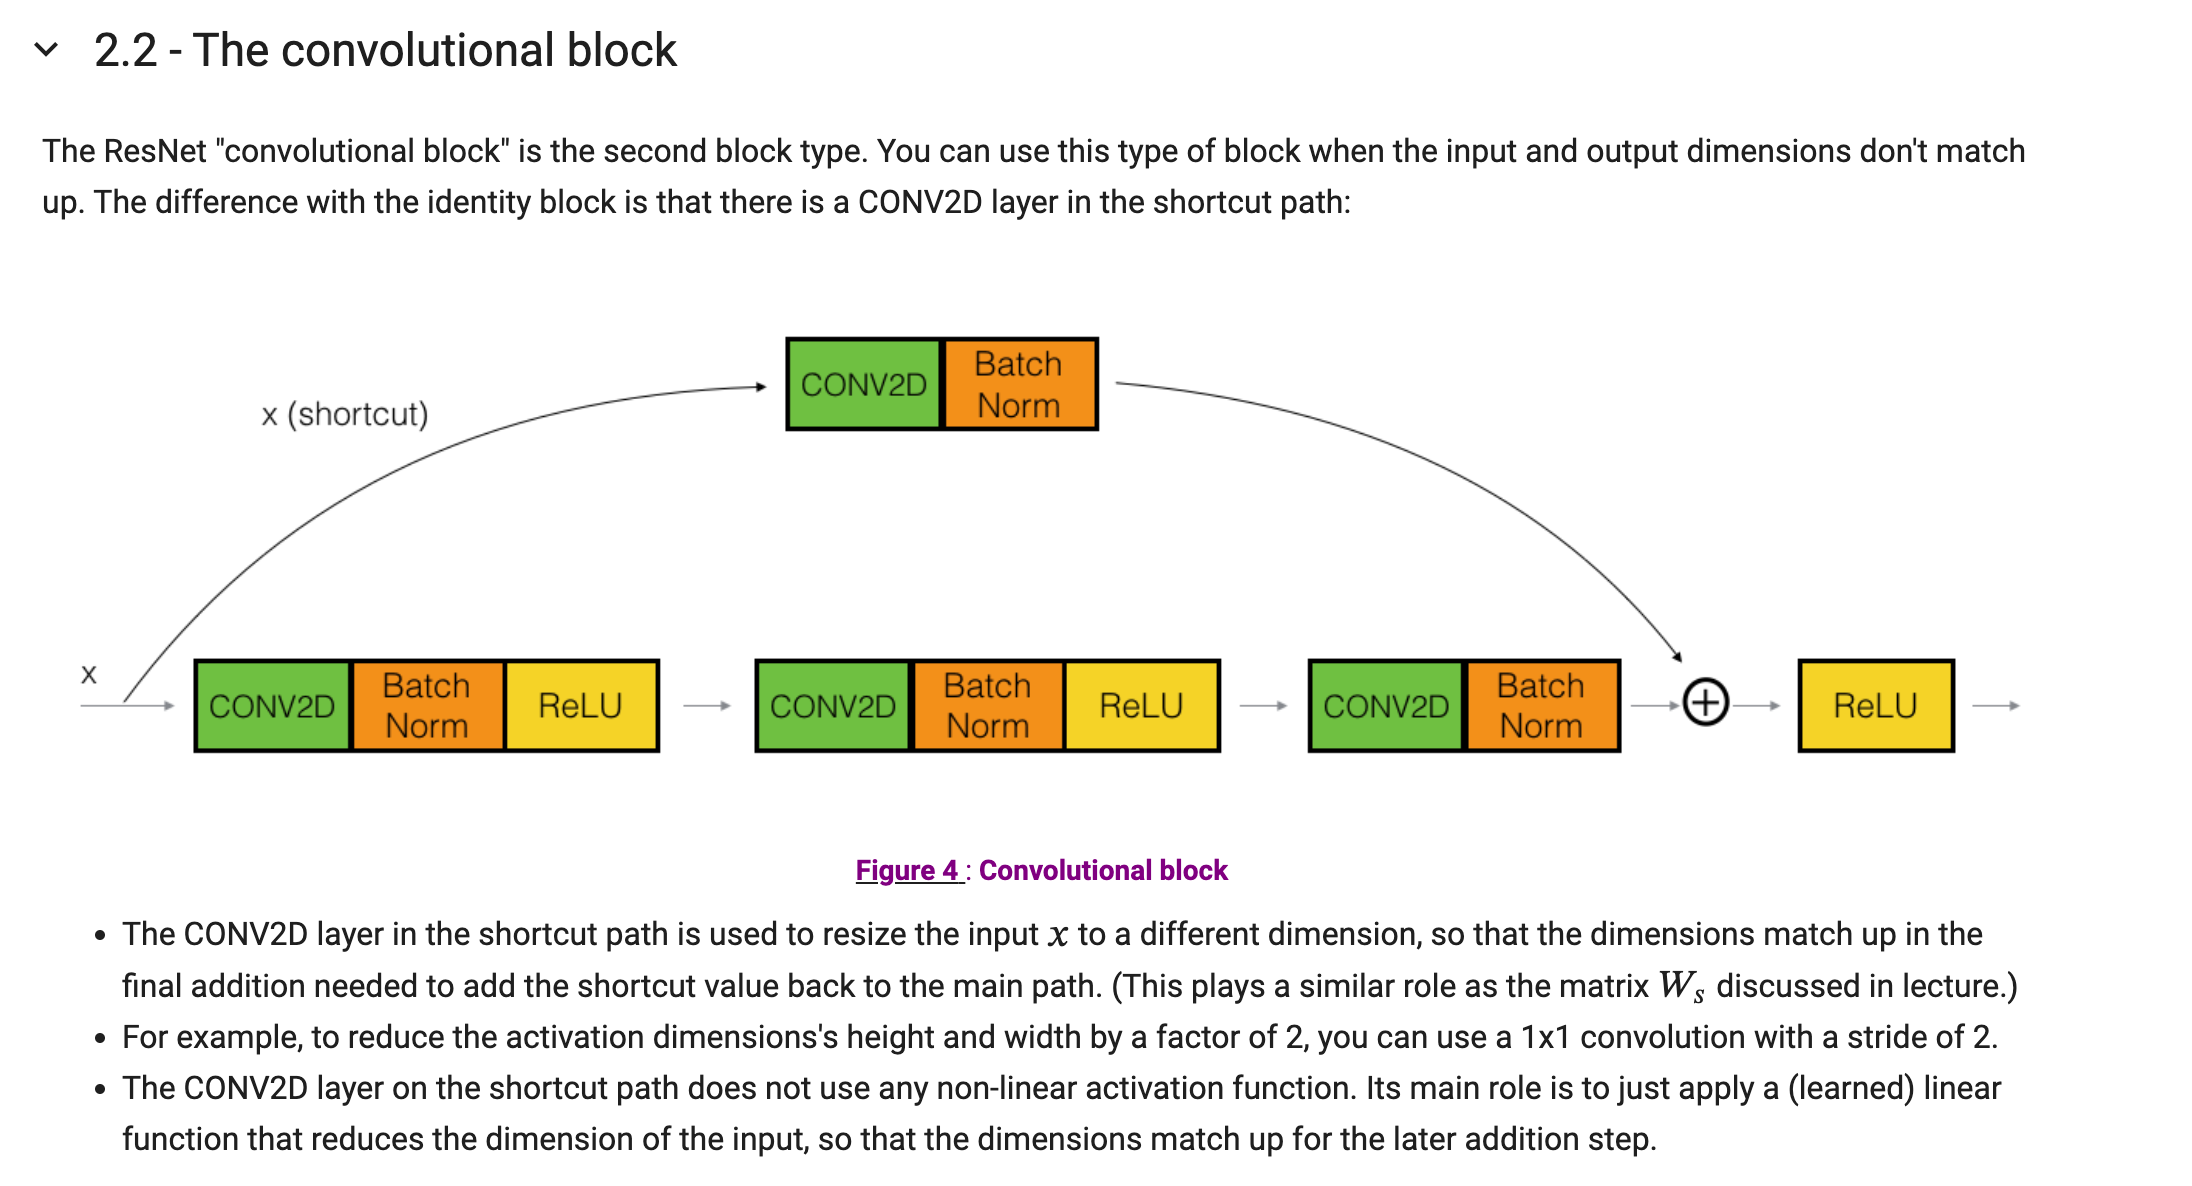 2.2 - The convolutional block
The ResNet "convolutional block" is the second block type. You can use this type of block when the input and output dimensions don't match
up. The difference with the identity block is that there is a CONV2D layer in the shortcut path:
x (shortcut)
CONV2D
Batch
Norm
x
CONV2D
Batch
Norm
ReLU
CONV2D
Batch
Norm
ReLU
CONV2D
Batch
Norm
ReLU
Figure 4 : Convolutional block
• The CONV2D layer in the shortcut path is used to resize the input x to a different dimension, so that the dimensions match up in the
final addition needed to add the shortcut value back to the main path. (This plays a similar role as the matrix Wₛ discussed in lecture.)
• For example, to reduce the activation dimensions's height and width by a factor of 2, you can use a 1x1 convolution with a stride of 2.
• The CONV2D layer on the shortcut path does not use any non-linear activation function. Its main role is to just apply a (learned) linear
function that reduces the dimension of the input, so that the dimensions match up for the later addition step.